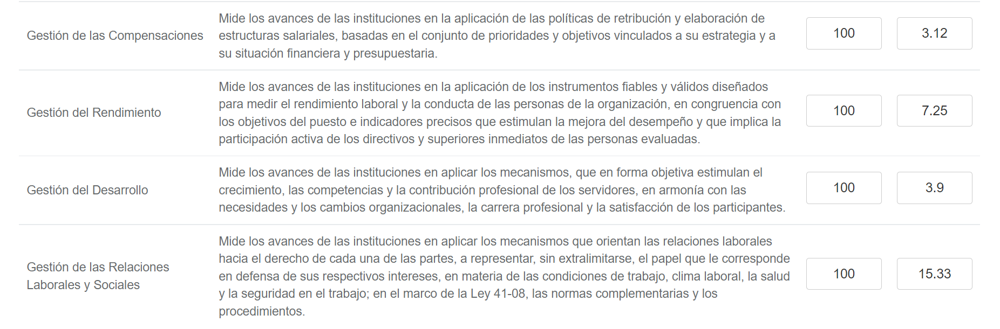 Gestión de las Compensaciones
Mide los avances de las instituciones en la aplicación de las políticas de retribución y elaboración de
estructuras salariales, basadas en el conjunto de prioridades y objetivos vinculados a su estrategia y a
su situación financiera y presupuestaria.
100
3.12
Gestión del Rendimiento
Mide los avances de las instituciones en la aplicación de los instrumentos fiables y válidos diseñados
para medir el rendimiento laboral y la conducta de las personas de la organización, en congruencia con
los objetivos del puesto e indicadores precisos que estimulan la mejora del desempeño y que implica la
participación activa de los directivos y superiores inmediatos de las personas evaluadas.
100
7.25
Gestión del Desarrollo
Mide los avances de las instituciones en aplicar los mecanismos, que en forma objetiva estimulan el
crecimiento, las competencias y la contribución profesional de los servidores, en armonía con las
necesidades y los cambios organizacionales, la carrera profesional y la satisfacción de los participantes.
100
3.9
Gestión de las Relaciones
Laborales y Sociales
Mide los avances de las instituciones en aplicar los mecanismos que orientan las relaciones laborales
hacia el derecho de cada una de las partes, a representar, sin extralimitarse, el papel que le corresponde
en defensa de sus respectivos intereses, en materia de las condiciones de trabajo, clima laboral, la salud
y la seguridad en el trabajo; en el marco de la Ley 41-08, las normas complementarias y los
procedimientos.
100
15.33